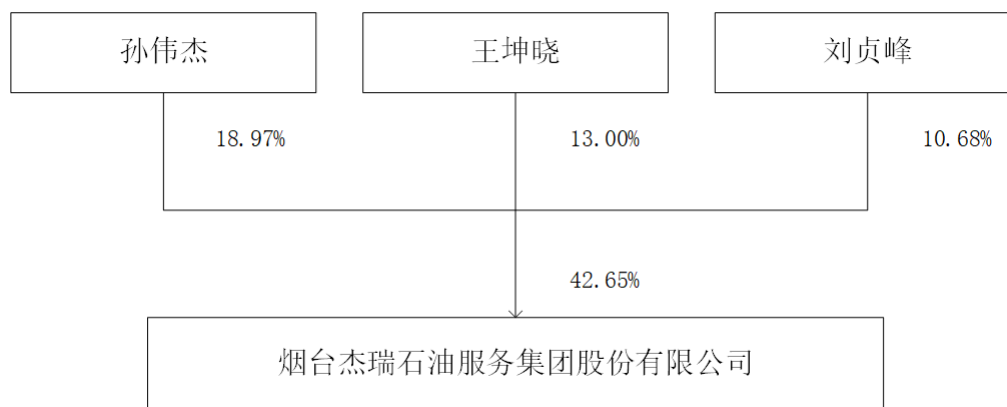 孙伟杰
王坤晓
刘贞峰
18.97%
13.00%
10.68%
42.65%
烟台杰瑞石油服务集团股份有限公司